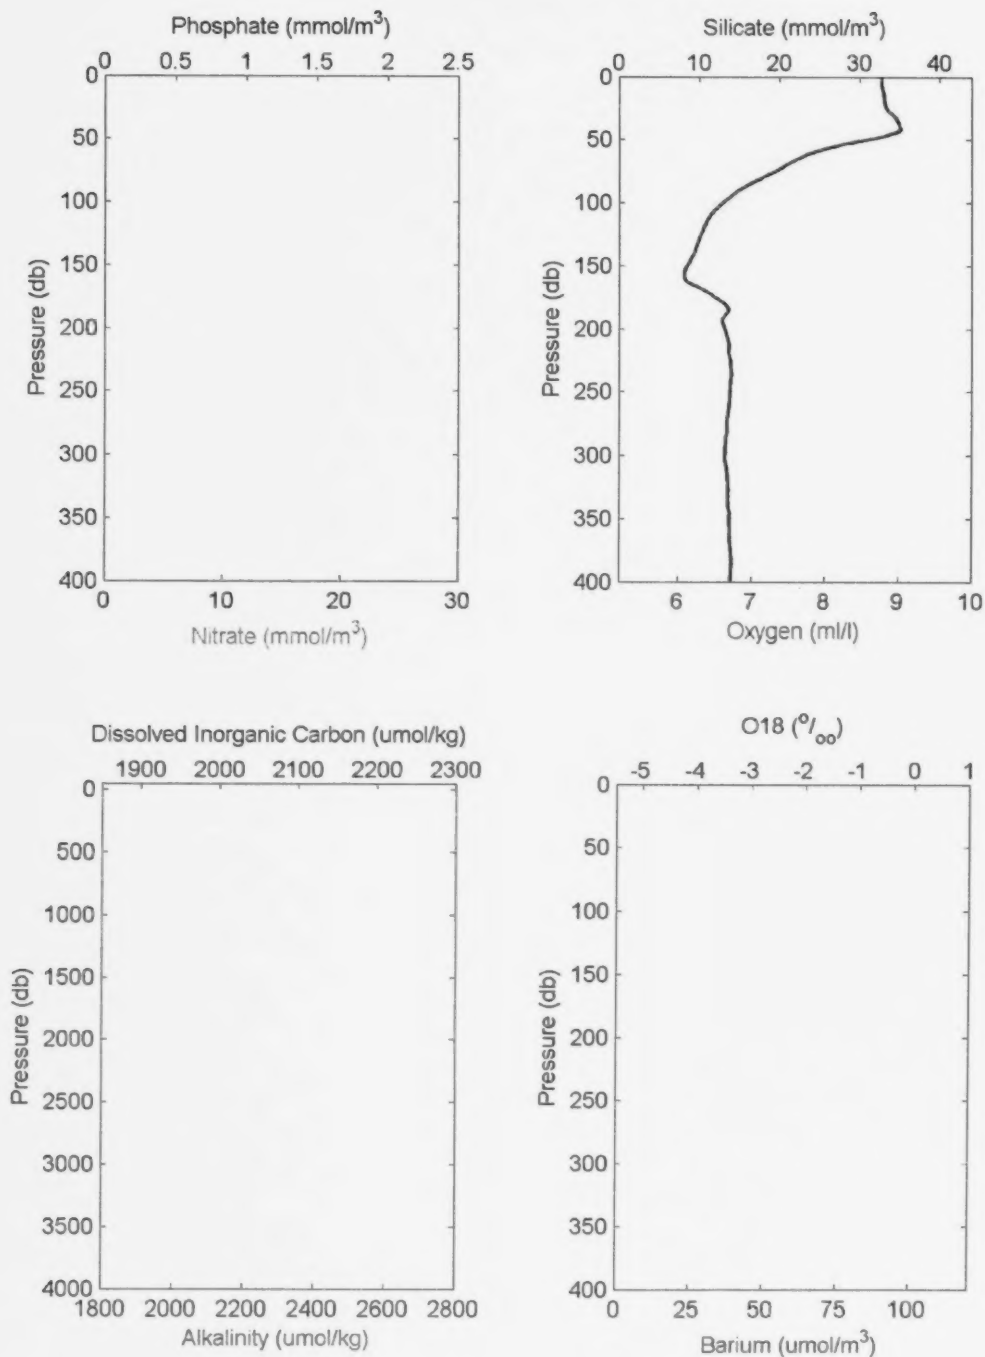 Phosphate (mmol/m³)
0 0.5 1 1.5 2 2.5
0
50
100
150
200
250
300
350
400
Pressure (db)
0 10 20 30
Nitrate (mmol/m³)
Silicate (mmol/m³)
0 10 20 30 40
0
50
100
150
200
250
300
350
400
Pressure (db)
6 7 8 9 10
Oxygen (ml/l)
Dissolved Inorganic Carbon (umol/kg)
1900 2000 2100 2200 2300
0
500
1000
1500
2000
2500
3000
3500
4000
Pressure (db)
1800 2000 2200 2400 2600 2800
Alkalinity (umol/kg)
O18 (⁰/₀₀)
-5 -4 -3 -2 -1 0 1
0
50
100
150
200
250
300
350
400
Pressure (db)
0 25 50 75 100
Barium (umol/m³)